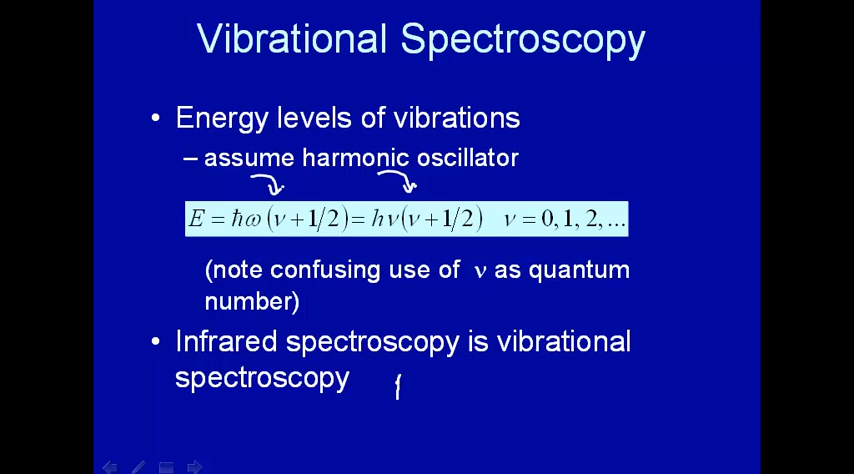 Vibrational Spectroscopy
• Energy levels of vibrations
– assume harmonic oscillator
E = ħω(ν + 1/2) = hν(ν + 1/2)   ν = 0, 1, 2, ...
(note confusing use of ν as quantum
number)
• Infrared spectroscopy is vibrational
spectroscopy